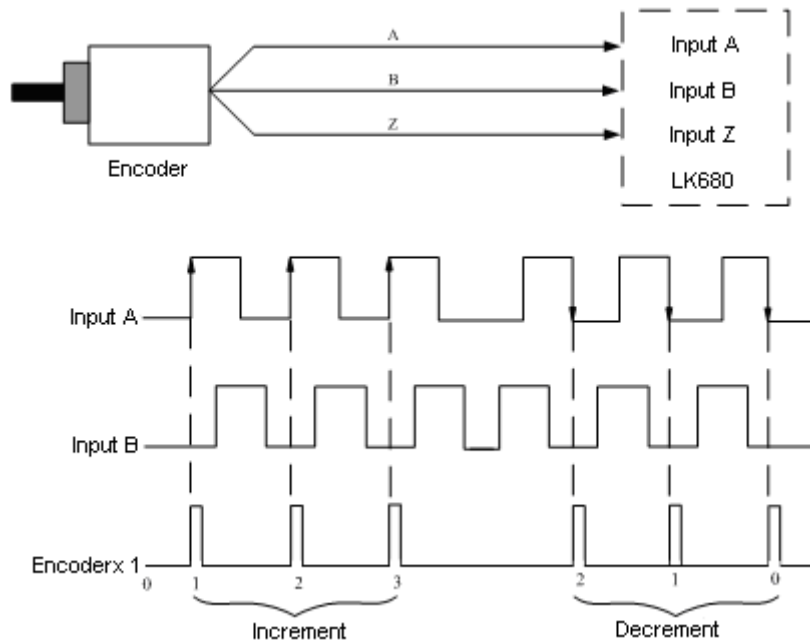 A
Input A
B
Input B
Z
Input Z
Encoder
LK680
Input A
Input B
Encoderx 1
0 1 2 3 2 1 0
Increment
Decrement